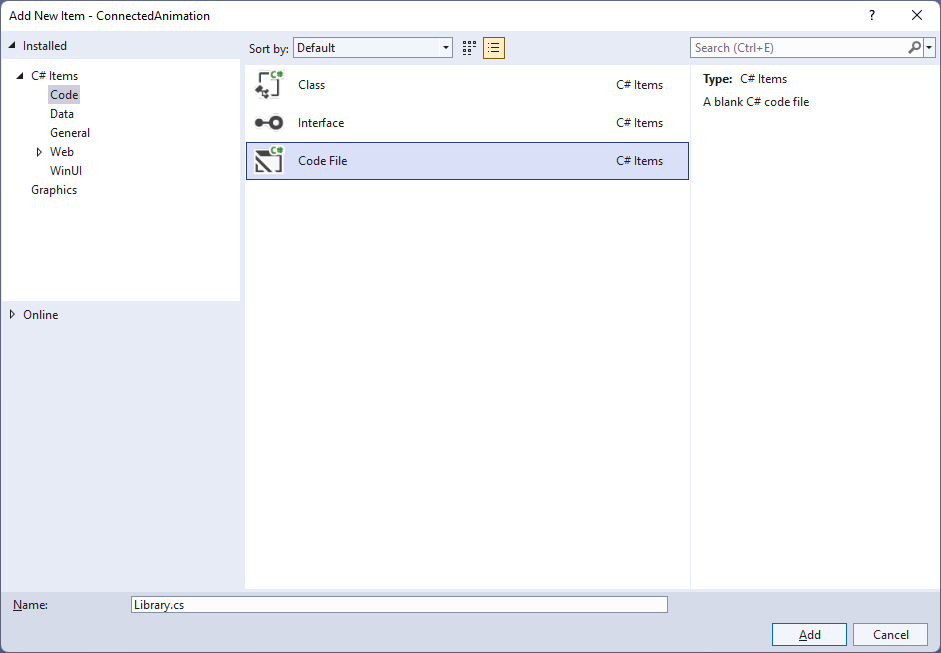 Add New Item - ConnectedAnimation
?
Installed
Sort by: Default
Search (Ctrl+E)
C# Items
Code
Data
General
Web
WinUI
Graphics
Online
C# Class C# Items
Interface C# Items
C# Code File C# Items
Type: C# Items
A blank C# code file
Name: Library.cs
Add Cancel